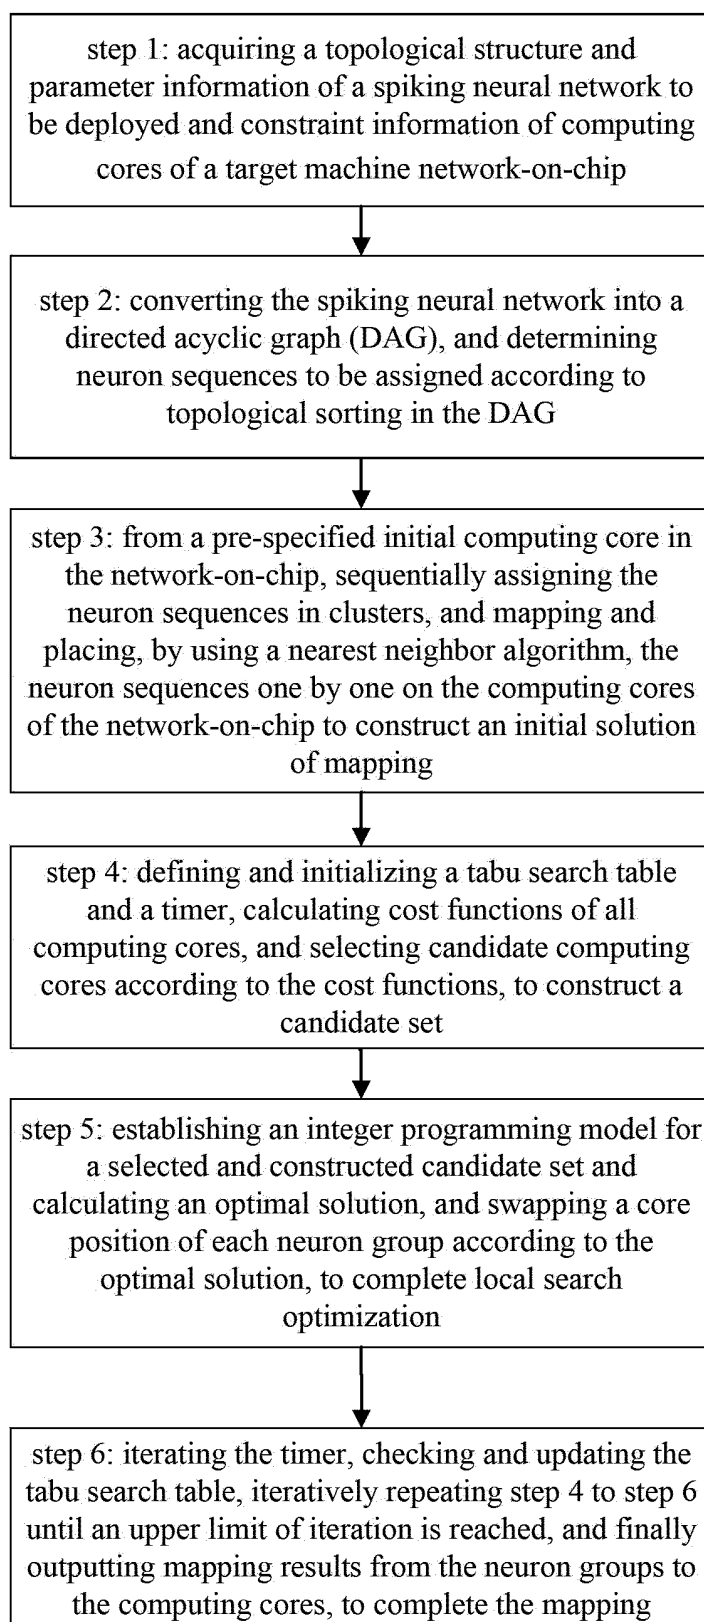 step 1: acquiring a topological structure and
parameter information of a spiking neural network to
be deployed and constraint information of computing
cores of a target machine network-on-chip
step 2: converting the spiking neural network into a
directed acyclic graph (DAG), and determining
neuron sequences to be assigned according to
topological sorting in the DAG
step 3: from a pre-specified initial computing core in
the network-on-chip, sequentially assigning the
neuron sequences in clusters, and mapping and
placing, by using a nearest neighbor algorithm, the
neuron sequences one by one on the computing cores
of the network-on-chip to construct an initial solution
of mapping
step 4: defining and initializing a tabu search table
and a timer, calculating cost functions of all
computing cores, and selecting candidate computing
cores according to the cost functions, to construct a
candidate set
step 5: establishing an integer programming model for
a selected and constructed candidate set and
calculating an optimal solution, and swapping a core
position of each neuron group according to the
optimal solution, to complete local search
optimization
step 6: iterating the timer, checking and updating the
tabu search table, iteratively repeating step 4 to step 6
until an upper limit of iteration is reached, and finally
outputting mapping results from the neuron groups to
the computing cores, to complete the mapping